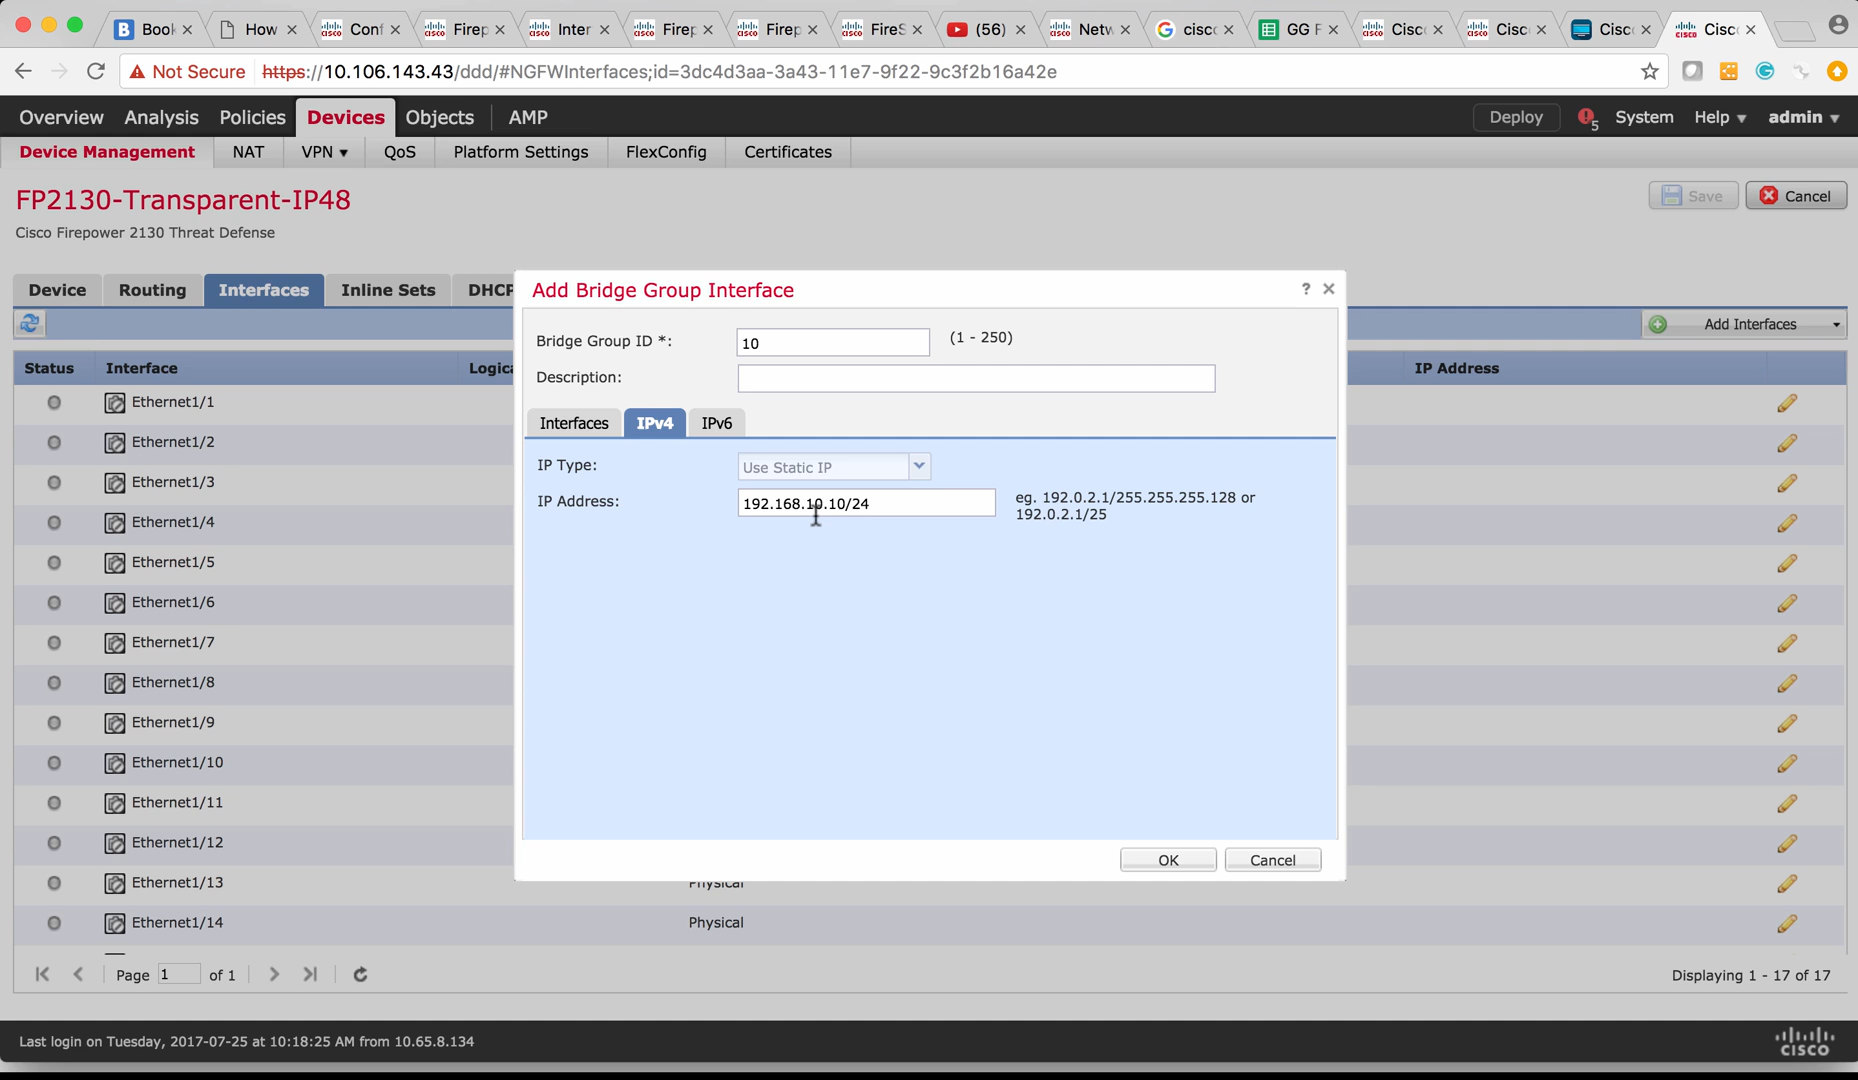 Book
How
Conf
Firep
Inter
Firep
Firep
FireS
(56)
Netw
cisco
GG F
Cisco
Cisc
Cisc
Cisc
Not Secure https://10.106.143.43/ddd/#NGFWInterfaces;id=3dc4d3aa-3a43-11e7-9f22-9c3f2b16a42e
Overview Analysis Policies Devices Objects AMP Deploy 5 System Help admin
Device Management NAT VPN QoS Platform Settings FlexConfig Certificates
FP2130-Transparent-IP48
Save Cancel
Cisco Firepower 2130 Threat Defense
Device Routing Interfaces Inline Sets DHCP
Add Interfaces
Status Interface Logica IP Address
Ethernet1/1
Ethernet1/2
Ethernet1/3
Ethernet1/4
Ethernet1/5
Ethernet1/6
Ethernet1/7
Ethernet1/8
Ethernet1/9
Ethernet1/10
Ethernet1/11
Ethernet1/12
Ethernet1/13 Physical
Ethernet1/14 Physical
Add Bridge Group Interface ?
Bridge Group ID *: 10 (1 - 250)
Description:
Interfaces IPv4 IPv6
IP Type: Use Static IP
IP Address: 192.168.10.10/24 eg. 192.0.2.1/255.255.255.128 or
192.0.2.1/25
OK Cancel
Page 1 of 1 Displaying 1 - 17 of 17
Last login on Tuesday, 2017-07-25 at 10:18:25 AM from 10.65.8.134
CISCO